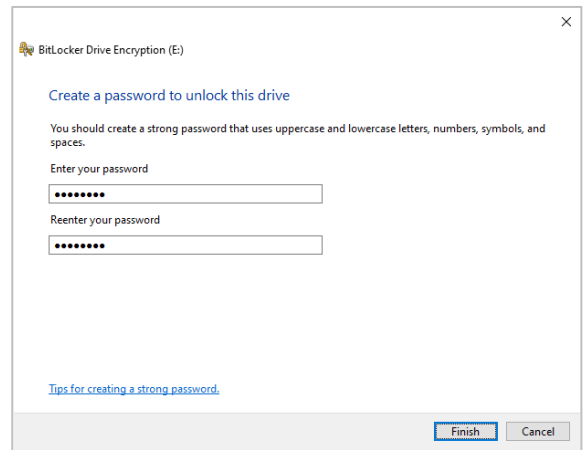 BitLocker Drive Encryption (E:)
Create a password to unlock this drive
You should create a strong password that uses uppercase and lowercase letters, numbers, symbols, and
spaces.
Enter your password
●●●●●●●●
Reenter your password
●●●●●●●●
Tips for creating a strong password.
Finish Cancel